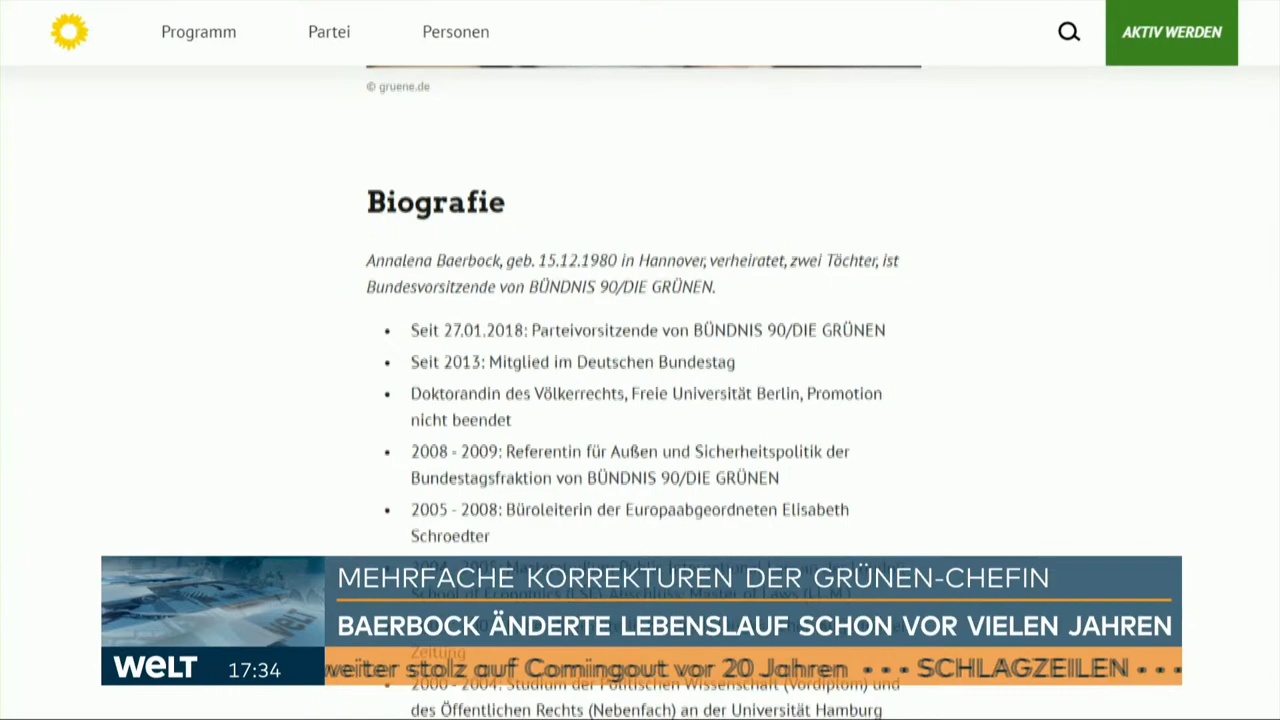 Programm Partei Personen AKTIV WERDEN
© gruene.de
Biografie
Annalena Baerbock, geb. 15.12.1980 in Hannover, verheiratet, zwei Töchter, ist
Bundesvorsitzende von BÜNDNIS 90/DIE GRÜNEN.
• Seit 27.01.2018: Parteivorsitzende von BÜNDNIS 90/DIE GRÜNEN
• Seit 2013: Mitglied im Deutschen Bundestag
• Doktorandin des Völkerrechts, Freie Universität Berlin, Promotion
nicht beendet
• 2008 - 2009: Referentin für Außen und Sicherheitspolitik der
Bundestagsfraktion von BÜNDNIS 90/DIE GRÜNEN
• 2005 - 2008: Büroleiterin der Europaabgeordneten Elisabeth
Schroedter
MEHRFACHE KORREKTUREN DER GRÜNEN-CHEFIN
BAERBOCK ÄNDERTE LEBENSLAUF SCHON VOR VIELEN JAHREN
Zeitung
welt 17:34 weiter stolz auf Comingout vor 20 Jahren • • • SCHLAGZEILEN • • •
2000 - 2004: Studium der Politischen Wissenschaft (Vordiplom) und
des Öffentlichen Rechts (Nebenfach) an der Universität Hamburg